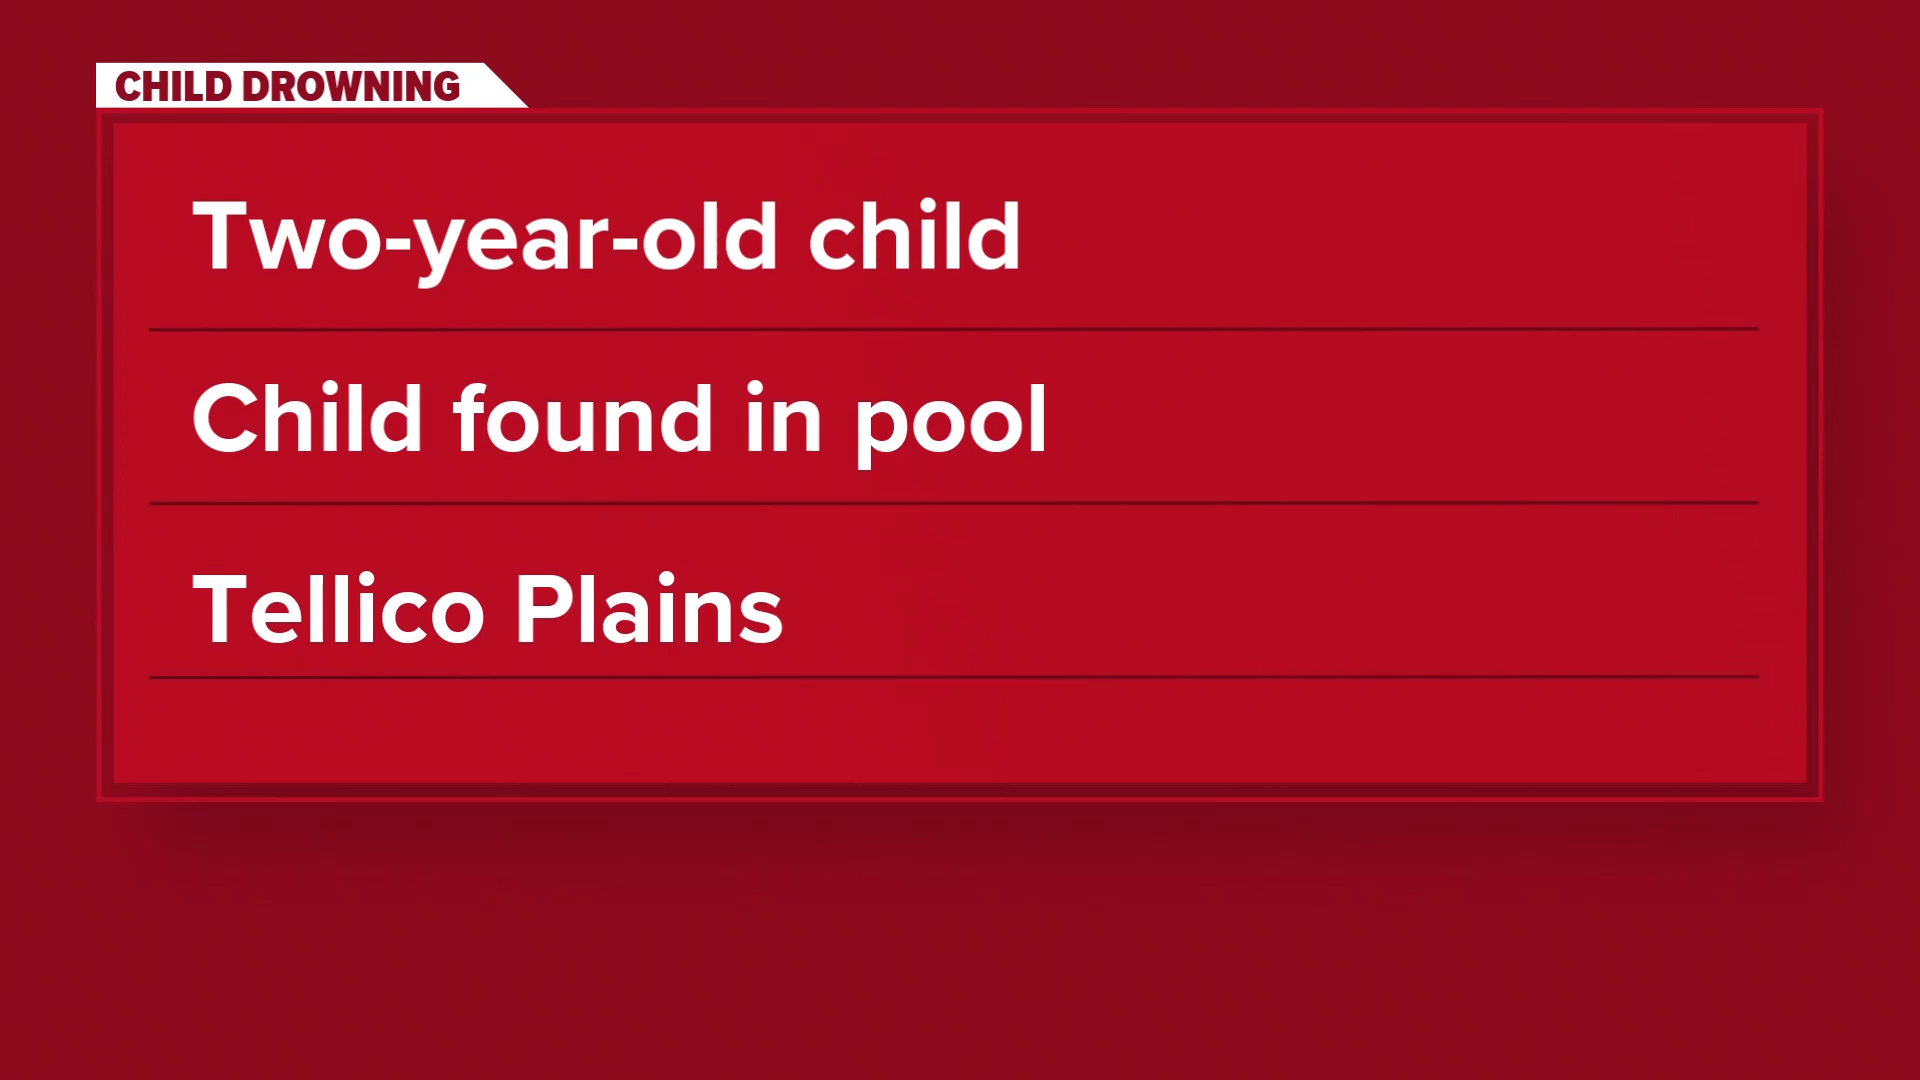 CHILD DROWNING
Two-year-old child
Child found in pool
Tellico Plains